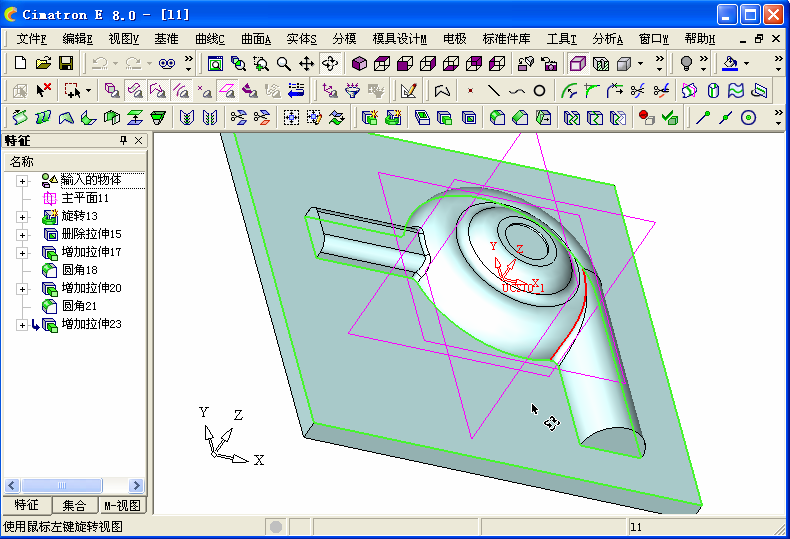 Cimatron E 8.0 - [l1]
文件F 编辑E 视图V 基准 曲线C 曲面A 实体S 分模 模具设计M 电极 标准件库 工具T 分析A 窗口W 帮助H
特征
名称
输入的物体
主平面11
旋转13
删除拉伸15
增加拉伸17
圆角18
增加拉伸20
圆角21
增加拉伸23
Y
Z
X
Y
Z
X
特征 集合 M-视图
使用鼠标左键旋转视图 l1